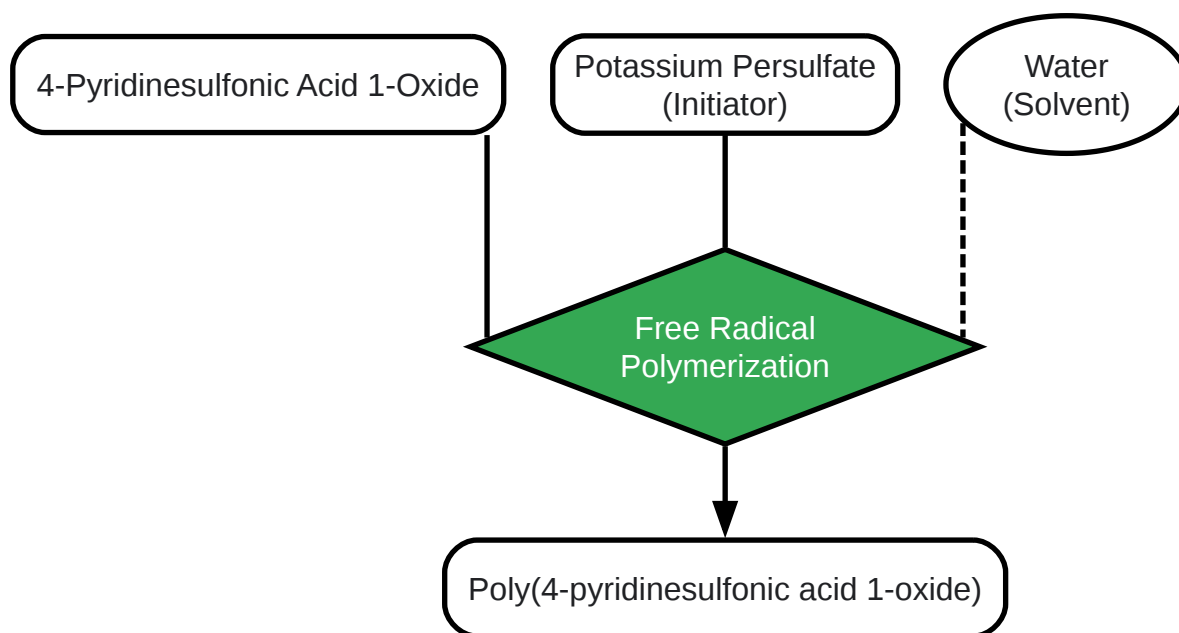 4-Pyridinesulfonic Acid 1-Oxide
Potassium Persulfate
(Initiator)
Water
(Solvent)
Free Radical
Polymerization
Poly(4-pyridinesulfonic acid 1-oxide)